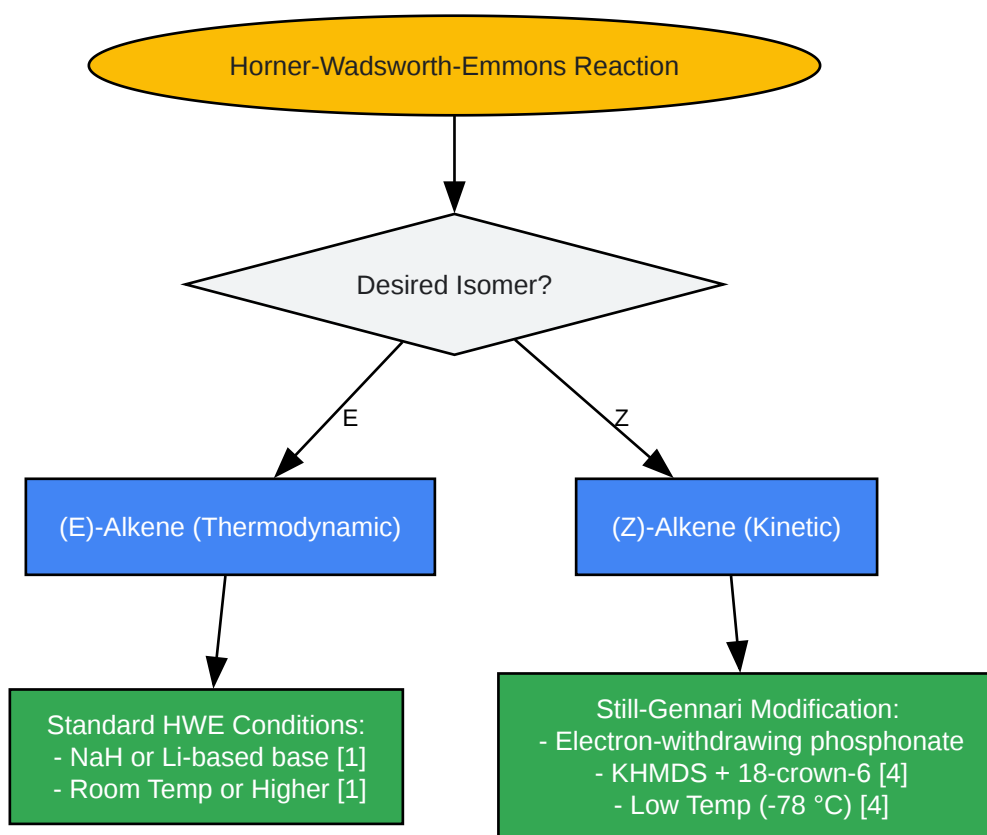 Horner-Wadsworth-Emmons Reaction
Desired Isomer?
E
Z
(E)-Alkene (Thermodynamic)
(Z)-Alkene (Kinetic)
Standard HWE Conditions:
- NaH or Li-based base [1]
- Room Temp or Higher [1]
Still-Gennari Modification:
- Electron-withdrawing phosphonate
- KHMDS + 18-crown-6 [4]
- Low Temp (-78 °C) [4]